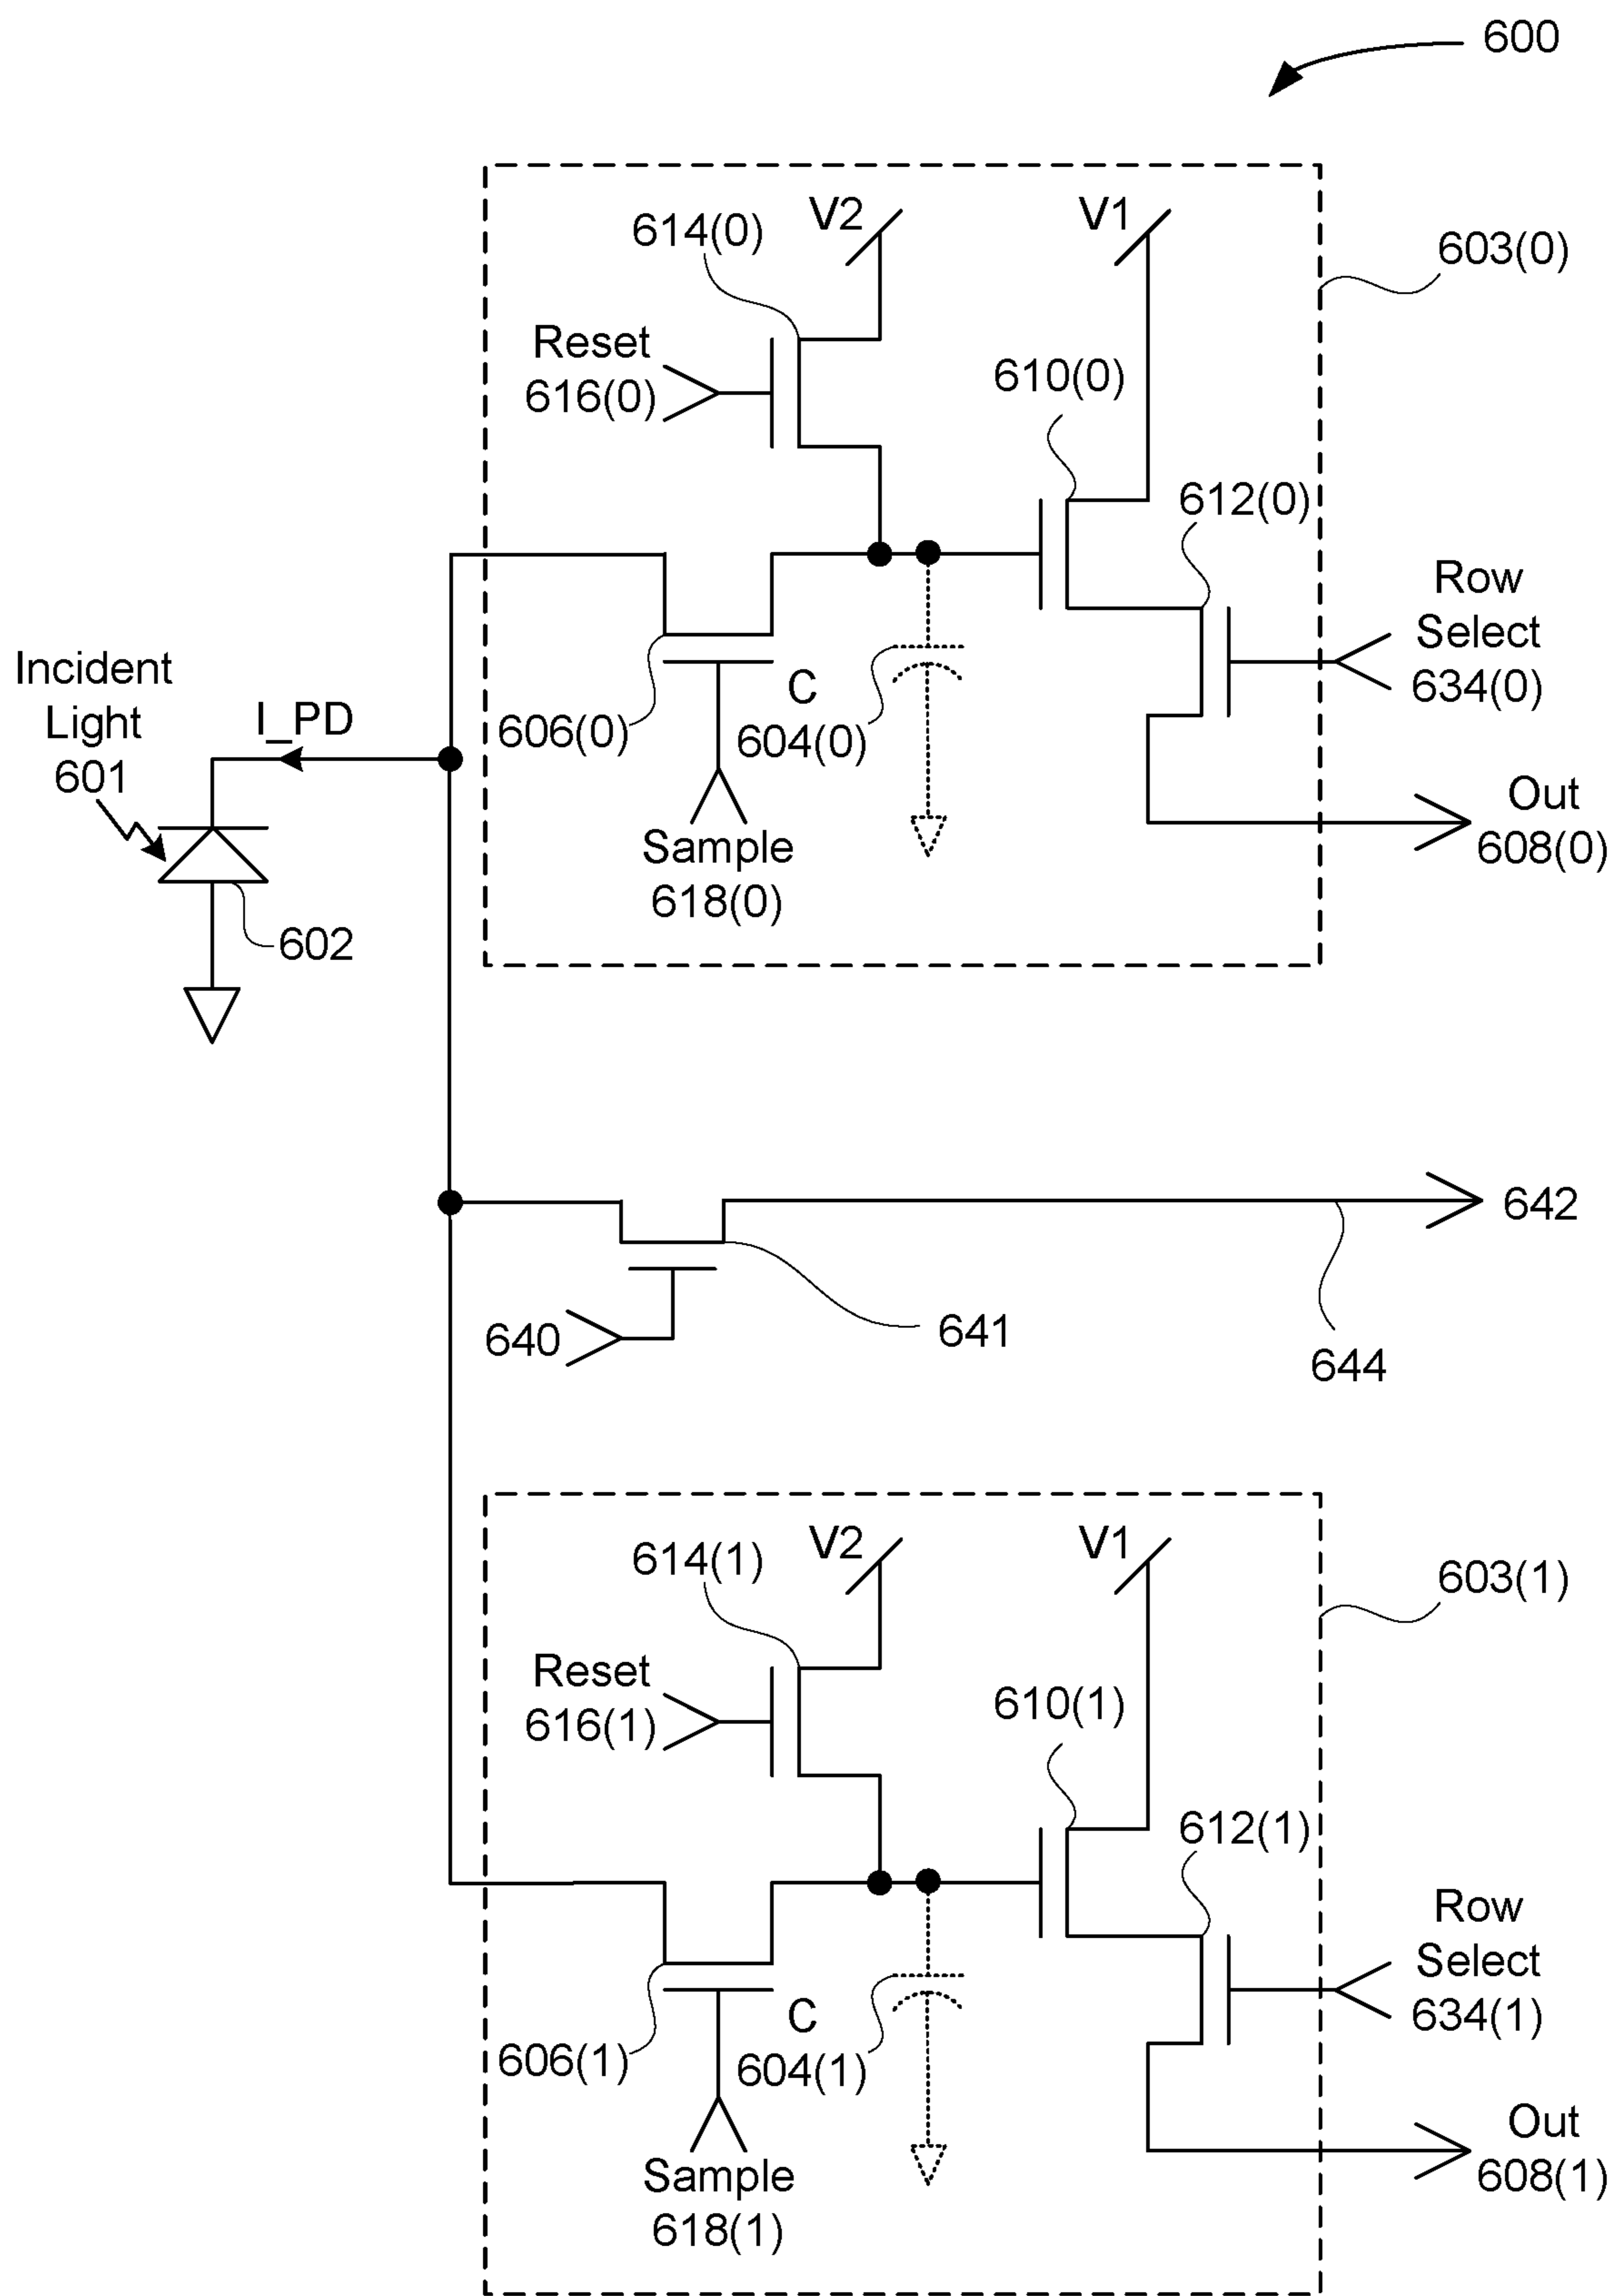 600
V2
V1
614(0)
603(0)
Reset
616(0)
610(0)
612(0)
Row
Select
634(0)
Incident
Light
601
I_PD
606(0)
C
604(0)
Sample
618(0)
Out
608(0)
602
642
640
641
644
V2
V1
614(1)
603(1)
Reset
616(1)
610(1)
612(1)
Row
Select
634(1)
606(1)
C
604(1)
Sample
618(1)
Out
608(1)